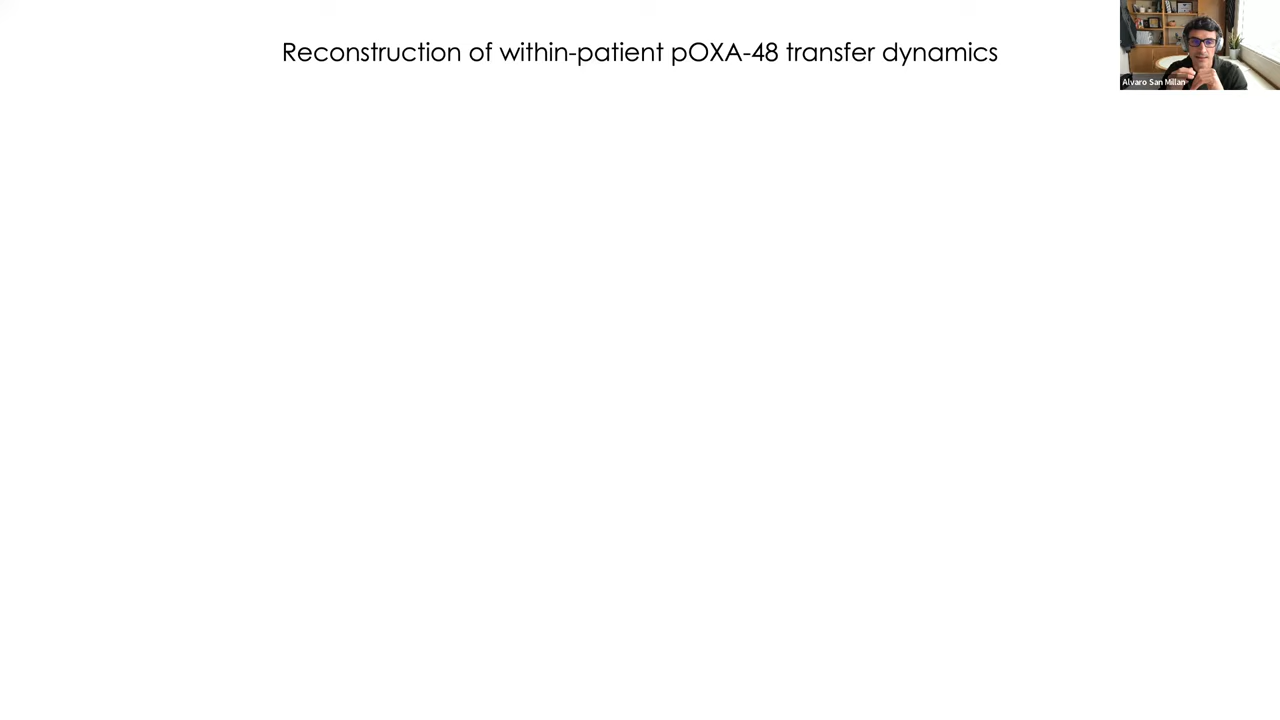 Reconstruction of within-patient pOXA-48 transfer dynamics
Alvaro San Millan